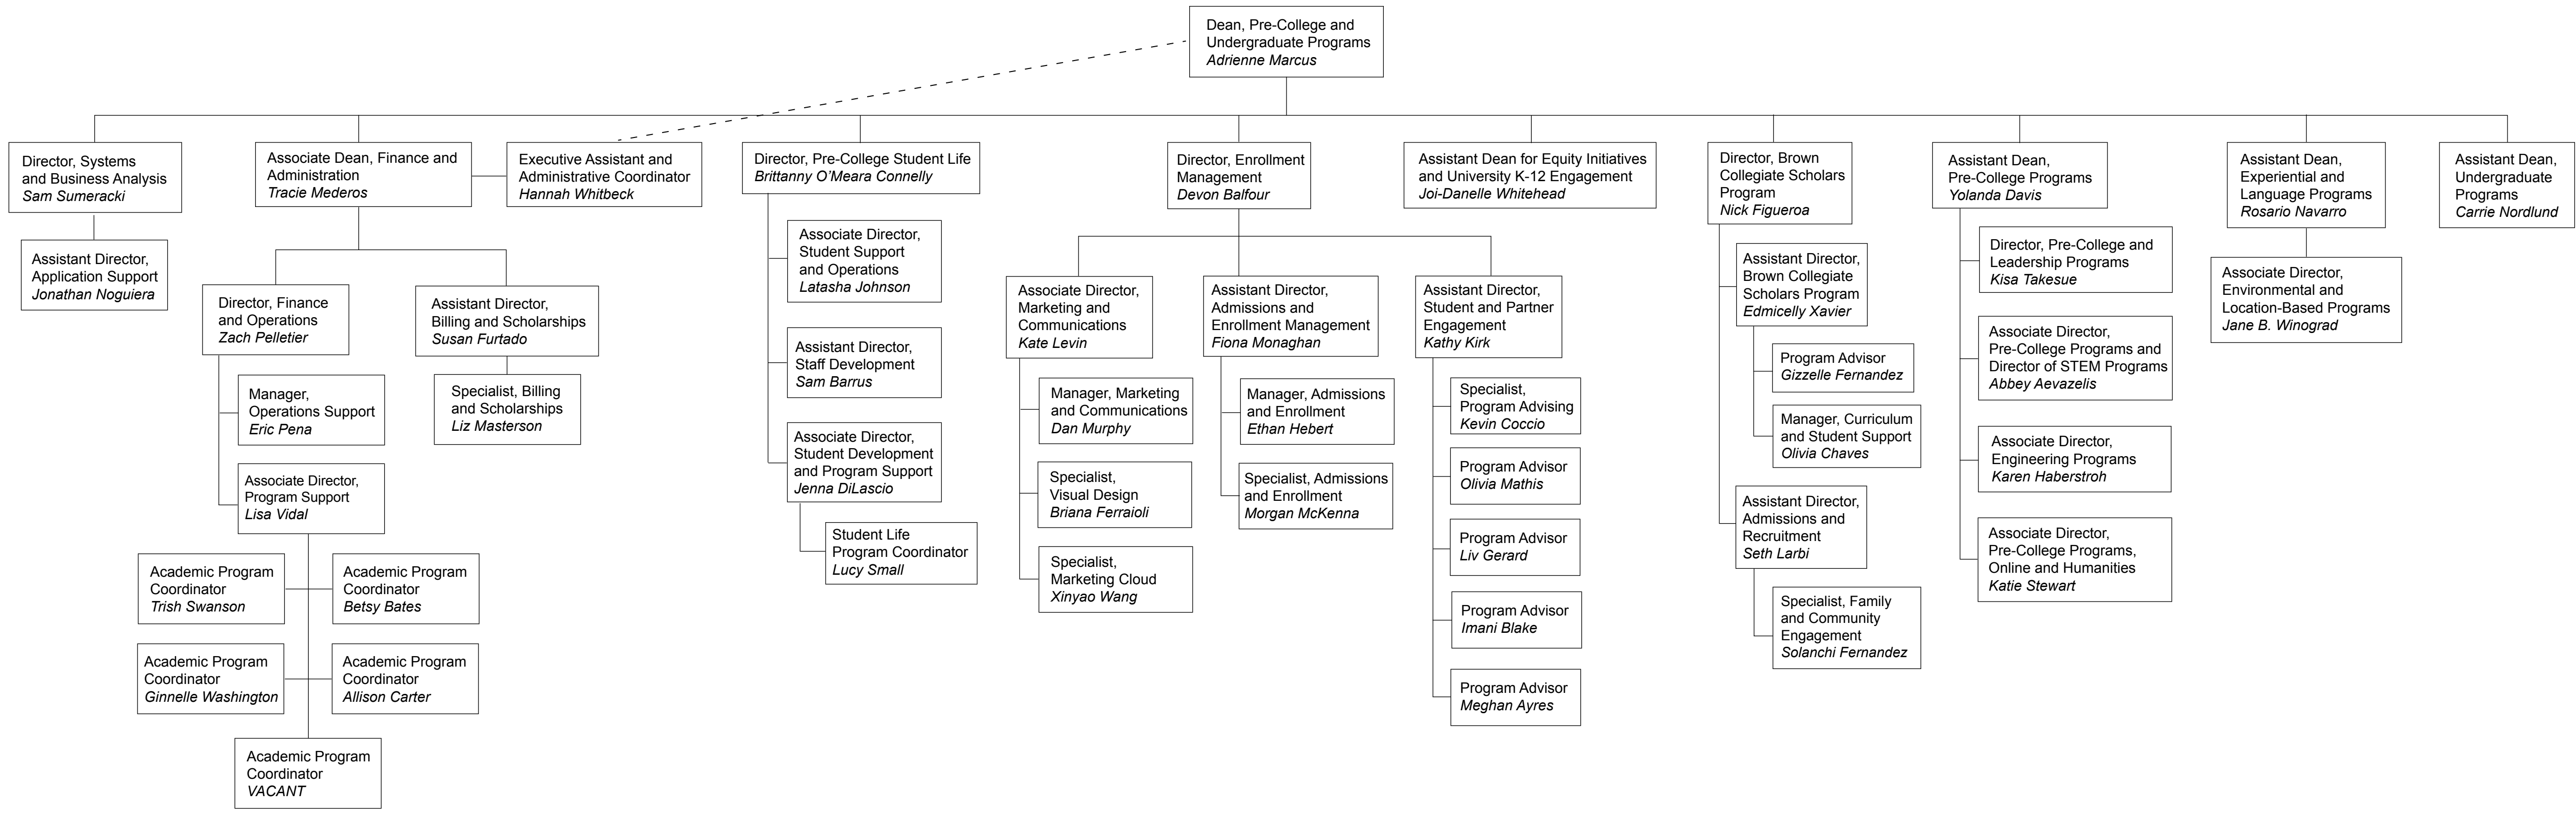 Dean, Pre-College and
Undergraduate Programs
Adrienne Marcus
Director, Systems
and Business Analysis
Sam Sumeracki
Assistant Director,
Application Support
Jonathan Noguiera
Associate Dean, Finance and
Administration
Tracie Mederos
Executive Assistant and
Administrative Coordinator
Hannah Whitbeck
Director, Finance
and Operations
Zach Pelletier
Assistant Director,
Billing and Scholarships
Susan Furtado
Specialist, Billing
and Scholarships
Liz Masterson
Manager,
Operations Support
Eric Pena
Associate Director,
Program Support
Lisa Vidal
Academic Program
Coordinator
Trish Swanson
Academic Program
Coordinator
Betsy Bates
Academic Program
Coordinator
Ginnelle Washington
Academic Program
Coordinator
Allison Carter
Academic Program
Coordinator
VACANT
Director, Pre-College Student Life
Brittanny O’Meara Connelly
Associate Director,
Student Support
and Operations
Latasha Johnson
Assistant Director,
Staff Development
Sam Barrus
Associate Director,
Student Development
and Program Support
Jenna DiLascio
Student Life
Program Coordinator
Lucy Small
Director, Enrollment
Management
Devon Balfour
Associate Director,
Marketing and
Communications
Kate Levin
Manager, Marketing
and Communications
Dan Murphy
Specialist,
Visual Design
Briana Ferraioli
Specialist,
Marketing Cloud
Xinyao Wang
Assistant Director,
Admissions and
Enrollment Management
Fiona Monaghan
Manager, Admissions
and Enrollment
Ethan Hebert
Specialist, Admissions
and Enrollment
Morgan McKenna
Assistant Director,
Student and Partner
Engagement
Kathy Kirk
Specialist,
Program Advising
Kevin Coccio
Program Advisor
Olivia Mathis
Program Advisor
Liv Gerard
Program Advisor
Imani Blake
Program Advisor
Meghan Ayres
Assistant Dean for Equity Initiatives
and University K-12 Engagement
Joi-Danelle Whitehead
Director, Brown
Collegiate Scholars
Program
Nick Figueroa
Assistant Director,
Brown Collegiate
Scholars Program
Edmicelly Xavier
Program Advisor
Gizzelle Fernandez
Manager, Curriculum
and Student Support
Olivia Chaves
Assistant Director,
Admissions and
Recruitment
Seth Larbi
Specialist, Family
and Community
Engagement
Solanchi Fernandez
Assistant Dean,
Pre-College Programs
Yolanda Davis
Director, Pre-College and
Leadership Programs
Kisa Takesue
Associate Director,
Pre-College Programs and
Director of STEM Programs
Abbey Aevazelis
Associate Director,
Engineering Programs
Karen Haberstroh
Associate Director,
Pre-College Programs,
Online and Humanities
Katie Stewart
Assistant Dean,
Experiential and
Language Programs
Rosario Navarro
Associate Director,
Environmental and
Location-Based Programs
Jane B. Winograd
Assistant Dean,
Undergraduate
Programs
Carrie Nordlund